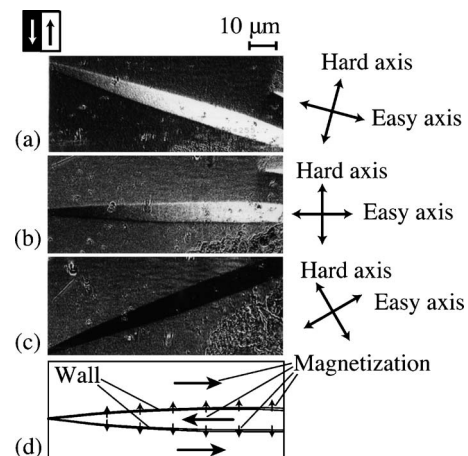 10 μm
Hard axis
Easy axis
(a)
Hard axis
Easy axis
(b)
Hard axis
Easy axis
(c)
Wall
Magnetization
(d)